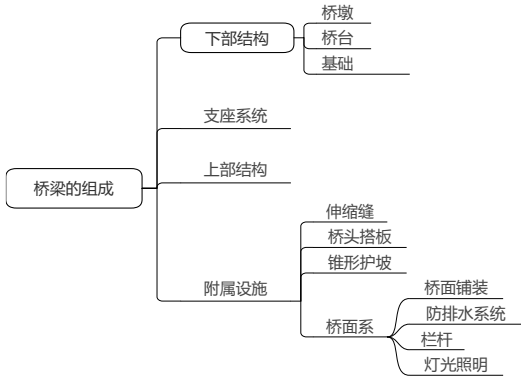 桥梁的组成
下部结构
桥墩
桥台
基础
支座系统
上部结构
附属设施
伸缩缝
桥头搭板
锥形护坡
桥面系
桥面铺装
防排水系统
栏杆
灯光照明